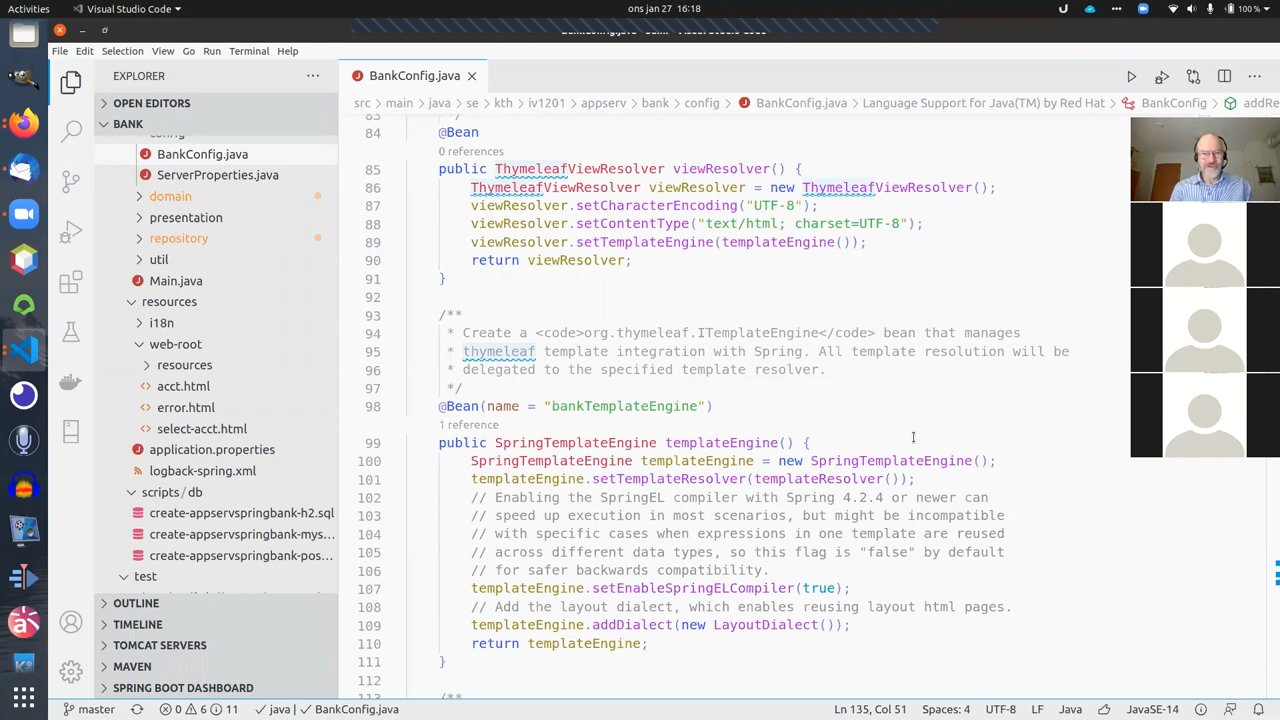 Activities
Visual Studio Code
ons jan 27 16:18
100 %
File Edit Selection View Go Run Terminal Help
EXPLORER
OPEN EDITORS
BANK
BankConfig.java
ServerProperties.java
domain
presentation
repository
util
Main.java
resources
i18n
web-root
resources
acct.html
error.html
select-acct.html
application.properties
logback-spring.xml
scripts/db
create-appservspringbank-h2.sql
create-appservspringbank-mys...
create-appservspringbank-pos...
test
OUTLINE
TIMELINE
TOMCAT SERVERS
MAVEN
SPRING BOOT DASHBOARD
BankConfig.java
src > main > java > se > kth > iv1201 > appserv > bank > config > BankConfig.java > Language Support for Java(TM) by Red Hat > BankConfig > addRe
84 @Bean
0 references
85 public ThymeleafViewResolver viewResolver() {
86 ThymeleafViewResolver viewResolver = new ThymeleafViewResolver();
87 viewResolver.setCharacterEncoding("UTF-8");
88 viewResolver.setContentType("text/html; charset=UTF-8");
89 viewResolver.setTemplateEngine(templateEngine());
90 return viewResolver;
91 }
92
93 /**
94 * Create a <code>org.thymeleaf.ITemplateEngine</code> bean that manages
95 * thymeleaf template integration with Spring. All template resolution will be
96 * delegated to the specified template resolver.
97 */
98 @Bean(name = "bankTemplateEngine")
1 reference
99 public SpringTemplateEngine templateEngine() {
100 SpringTemplateEngine templateEngine = new SpringTemplateEngine();
101 templateEngine.setTemplateResolver(templateResolver());
102 // Enabling the SpringEL compiler with Spring 4.2.4 or newer can
103 // speed up execution in most scenarios, but might be incompatible
104 // with specific cases when expressions in one template are reused
105 // across different data types, so this flag is "false" by default
106 // for safer backwards compatibility.
107 templateEngine.setEnableSpringELCompiler(true);
108 // Add the layout dialect, which enables reusing layout html pages.
109 templateEngine.addDialect(new LayoutDialect());
110 return templateEngine;
111 }
112
master 0 6 11 java BankConfig.java
Ln 135, Col 51 Spaces: 4 UTF-8 LF Java JavaSE-14